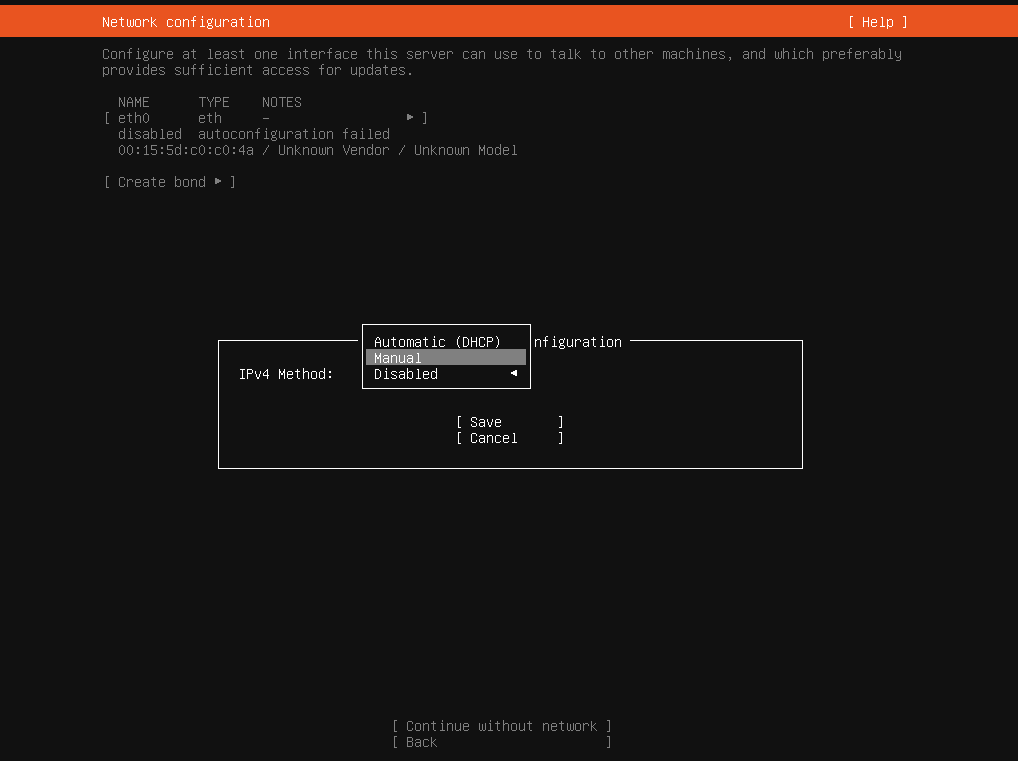 Network configuration [ Help ]
Configure at least one interface this server can use to talk to other machines, and which preferably
provides sufficient access for updates.
NAME TYPE NOTES
[ eth0 eth - ▸ ]
disabled autoconfiguration failed
00:15:5d:c0:c0:4a / Unknown Vendor / Unknown Model
[ Create bond ▸ ]
Automatic (DHCP) nfiguration
Manual
IPv4 Method: Disabled ◂
[ Save ]
[ Cancel ]
[ Continue without network ]
[ Back ]